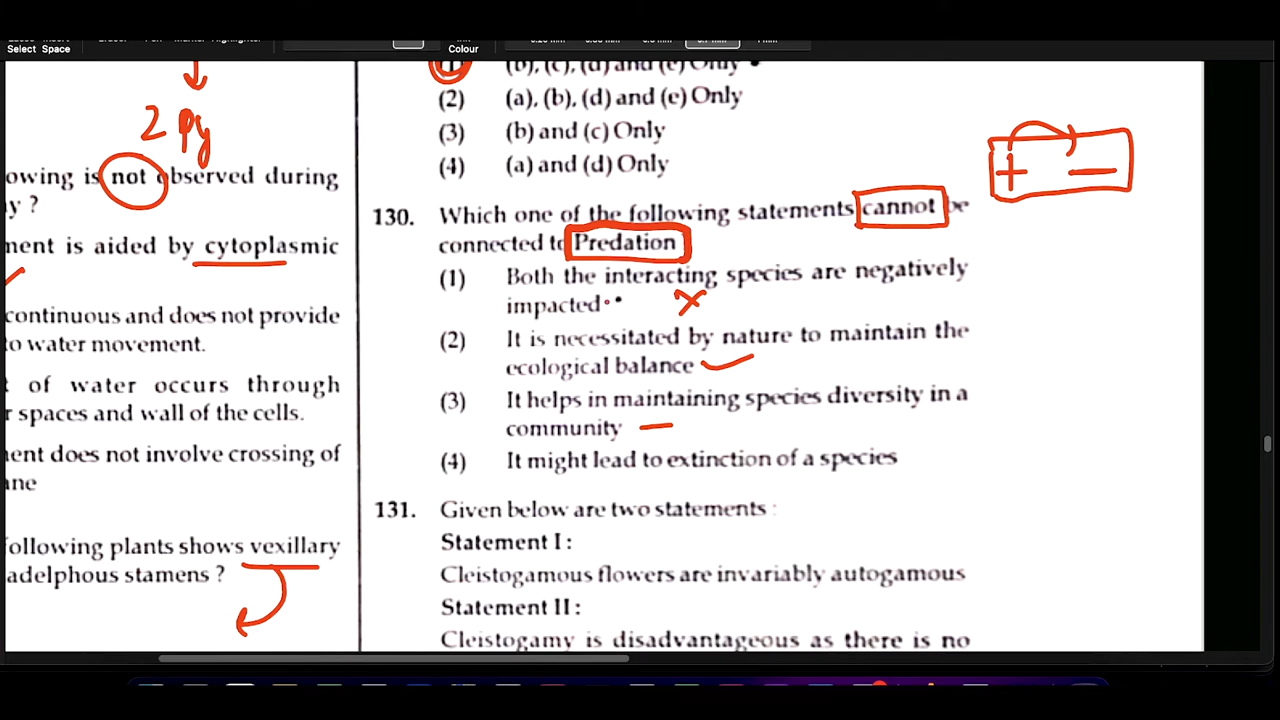 Select Space
Colour
2 Py
owing is not observed during
y ?
ment is aided by cytoplasmic
continuous and does not provide
to water movement.
t of water occurs through
r spaces and wall of the cells.
ent does not involve crossing of
ane
ollowing plants shows vexillary
adelphous stamens ?
(1) (b), (c), (d) and (e) Only
(2) (a), (b), (d) and (e) Only
(3) (b) and (c) Only
(4) (a) and (d) Only
+ −
130. Which one of the following statements cannot be
connected to Predation
(1) Both the interacting species are negatively
impacted
(2) It is necessitated by nature to maintain the
ecological balance
(3) It helps in maintaining species diversity in a
community
(4) It might lead to extinction of a species
131. Given below are two statements :
Statement I :
Cleistogamous flowers are invariably autogamous
Statement II :
Cleistogamy is disadvantageous as there is no